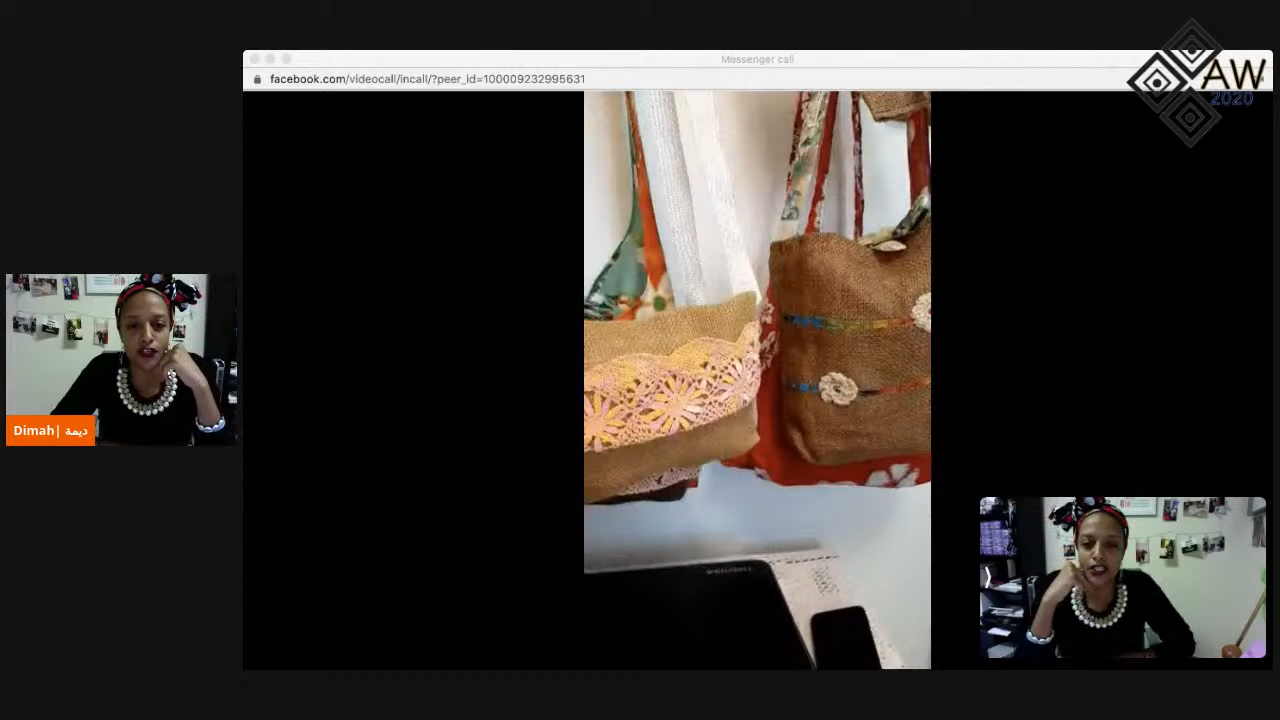 Messenger call
facebook.com/videocall/incall/?peer_id=100009232995631
AW
2020
Dimah| ديمة